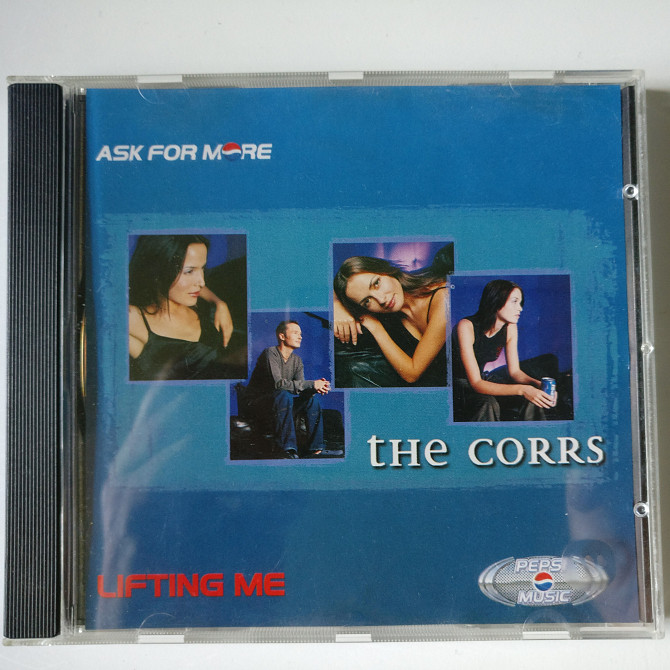 ASK FOR MORE
THE CORRS
LIFTING ME
PEPSI
MUSIC